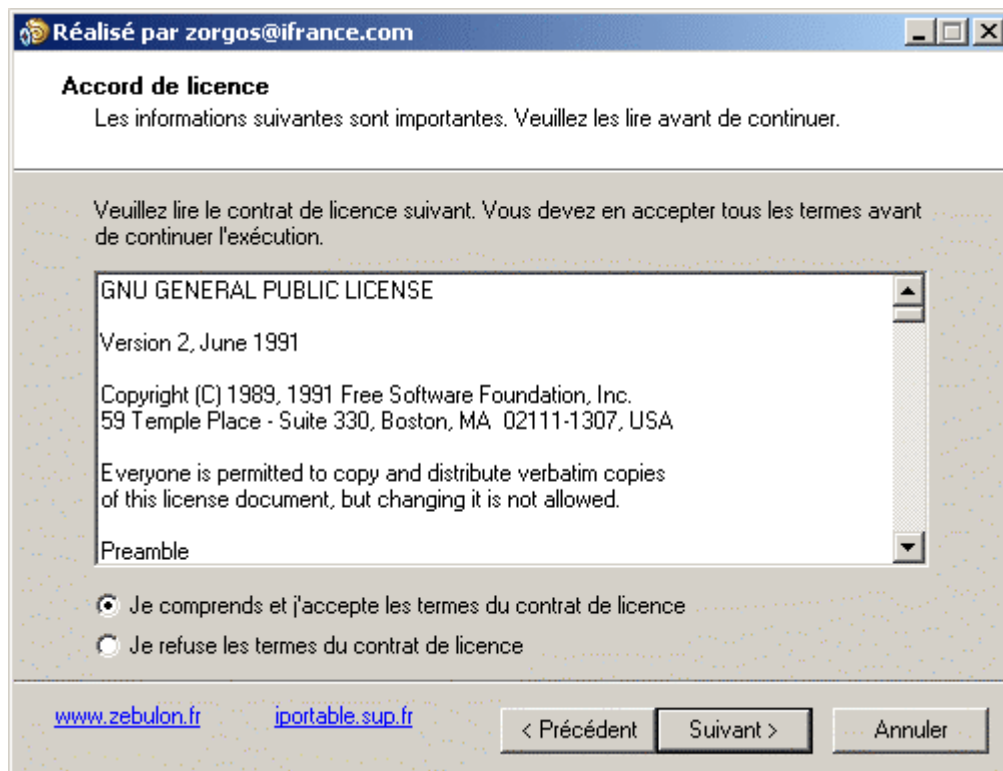 Réalisé par zorgos@ifrance.com
Accord de licence
Les informations suivantes sont importantes. Veuillez les lire avant de continuer.
Veuillez lire le contrat de licence suivant. Vous devez en accepter tous les termes avant
de continuer l'exécution.
GNU GENERAL PUBLIC LICENSE
Version 2, June 1991
Copyright (C) 1989, 1991 Free Software Foundation, Inc.
59 Temple Place - Suite 330, Boston, MA  02111-1307, USA
Everyone is permitted to copy and distribute verbatim copies
of this license document, but changing it is not allowed.
Preamble
Je comprends et j'accepte les termes du contrat de licence
Je refuse les termes du contrat de licence
www.zebulon.fr iportable.sup.fr < Précédent Suivant > Annuler